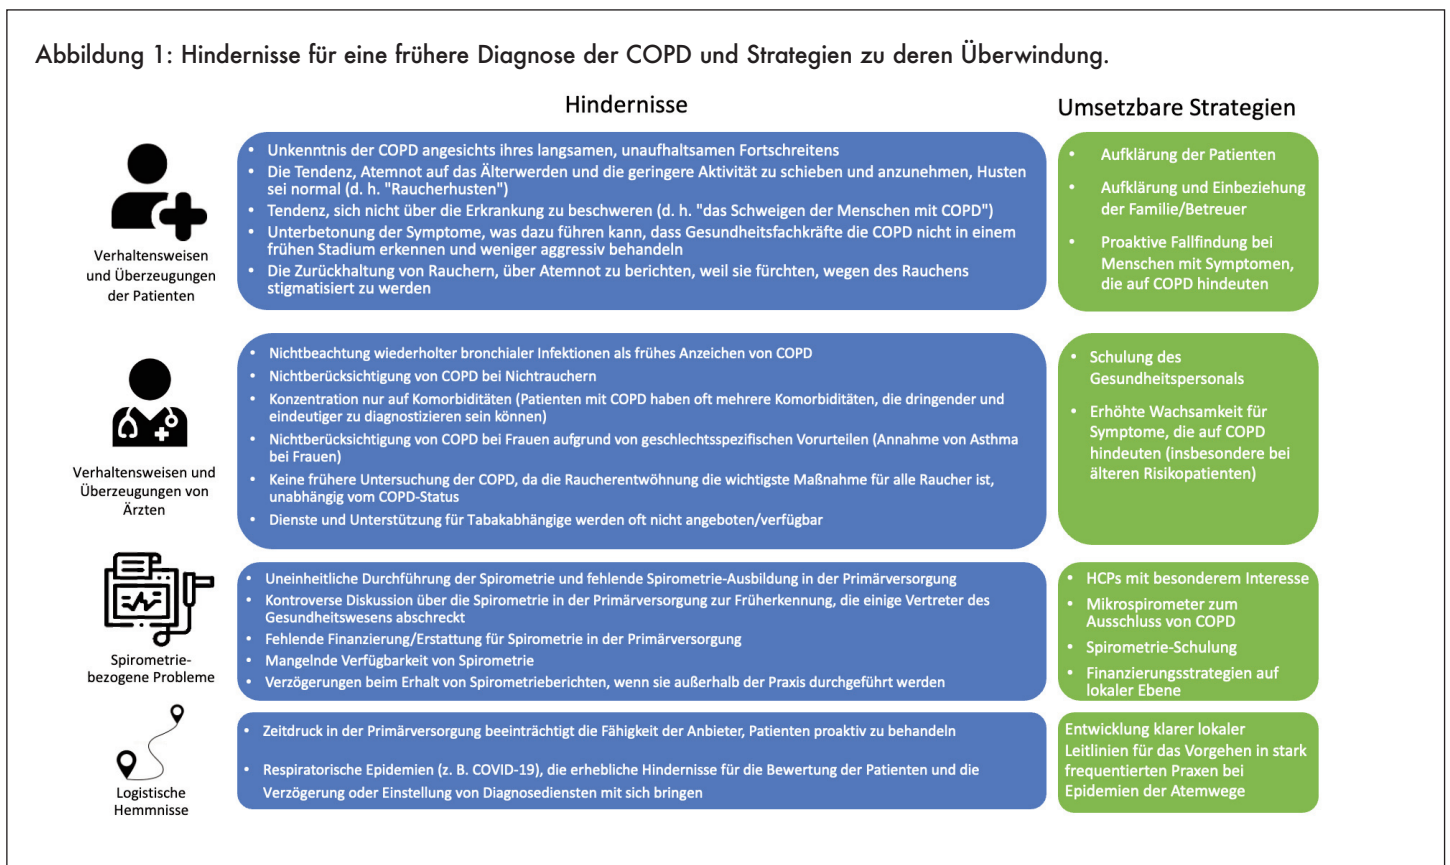 Abbildung 1: Hindernisse für eine frühere Diagnose der COPD und Strategien zu deren Überwindung.
Hindernisse
Umsetzbare Strategien
Verhaltensweisen
und Überzeugungen
der Patienten
• Unkenntnis der COPD angesichts ihres langsamen, unaufhaltsamen Fortschreitens
• Die Tendenz, Atemnot auf das Älterwerden und die geringere Aktivität zu schieben und anzunehmen, Husten
sei normal (d. h. "Raucherhusten")
• Tendenz, sich nicht über die Erkrankung zu beschweren (d. h. "das Schweigen der Menschen mit COPD")
• Unterbetonung der Symptome, was dazu führen kann, dass Gesundheitsfachkräfte die COPD nicht in einem
frühen Stadium erkennen und weniger aggressiv behandeln
• Die Zurückhaltung von Rauchern, über Atemnot zu berichten, weil sie fürchten, wegen des Rauchens
stigmatisiert zu werden
• Aufklärung der Patienten
• Aufklärung und Einbeziehung
der Familie/Betreuer
• Proaktive Fallfindung bei
Menschen mit Symptomen,
die auf COPD hindeuten
Verhaltensweisen und
Überzeugungen von
Ärzten
• Nichtbeachtung wiederholter bronchialer Infektionen als frühes Anzeichen von COPD
• Nichtberücksichtigung von COPD bei Nichtrauchern
• Konzentration nur auf Komorbiditäten (Patienten mit COPD haben oft mehrere Komorbiditäten, die dringender und
eindeutiger zu diagnostizieren sein können)
• Nichtberücksichtigung von COPD bei Frauen aufgrund von geschlechtsspezifischen Vorurteilen (Annahme von Asthma
bei Frauen)
• Keine frühere Untersuchung der COPD, da die Raucherentwöhnung die wichtigste Maßnahme für alle Raucher ist,
unabhängig vom COPD-Status
• Dienste und Unterstützung für Tabakabhängige werden oft nicht angeboten/verfügbar
• Schulung des
Gesundheitspersonals
• Erhöhte Wachsamkeit für
Symptome, die auf COPD
hindeuten (insbesondere bei
älteren Risikopatienten)
Spirometrie-
bezogene Probleme
• Uneinheitliche Durchführung der Spirometrie und fehlende Spirometrie-Ausbildung in der Primärversorgung
• Kontroverse Diskussion über die Spirometrie in der Primärversorgung zur Früherkennung, die einige Vertreter des
Gesundheitswesens abschreckt
• Fehlende Finanzierung/Erstattung für Spirometrie in der Primärversorgung
• Mangelnde Verfügbarkeit von Spirometrie
• Verzögerungen beim Erhalt von Spirometrieberichten, wenn sie außerhalb der Praxis durchgeführt werden
• HCPs mit besonderem Interesse
• Mikrospirometer zum
Ausschluss von COPD
• Spirometrie-Schulung
• Finanzierungsstrategien auf
lokaler Ebene
Logistische
Hemmnisse
• Zeitdruck in der Primärversorgung beeinträchtigt die Fähigkeit der Anbieter, Patienten proaktiv zu behandeln
• Respiratorische Epidemien (z. B. COVID-19), die erhebliche Hindernisse für die Bewertung der Patienten und die
Verzögerung oder Einstellung von Diagnosediensten mit sich bringen
Entwicklung klarer lokaler
Leitlinien für das Vorgehen in stark
frequentierten Praxen bei
Epidemien der Atemwege